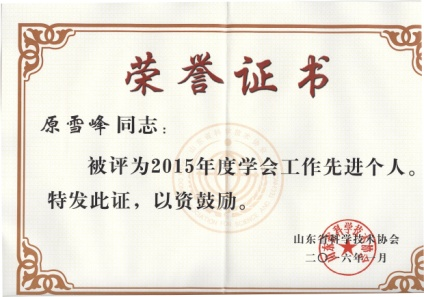 荣誉证书
原雪峰同志：
被评为2015年度学会工作先进个人。
特发此证，以资鼓励。
山东省科学技术协会
二〇一六年一月